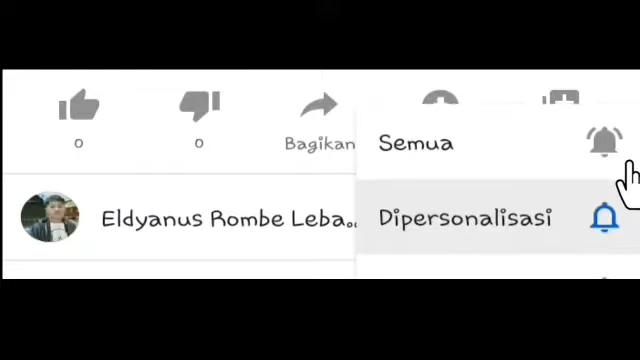 0
0
Bagikan
Semua
Eldyanus Rombe Leba...
Dipersonalisasi